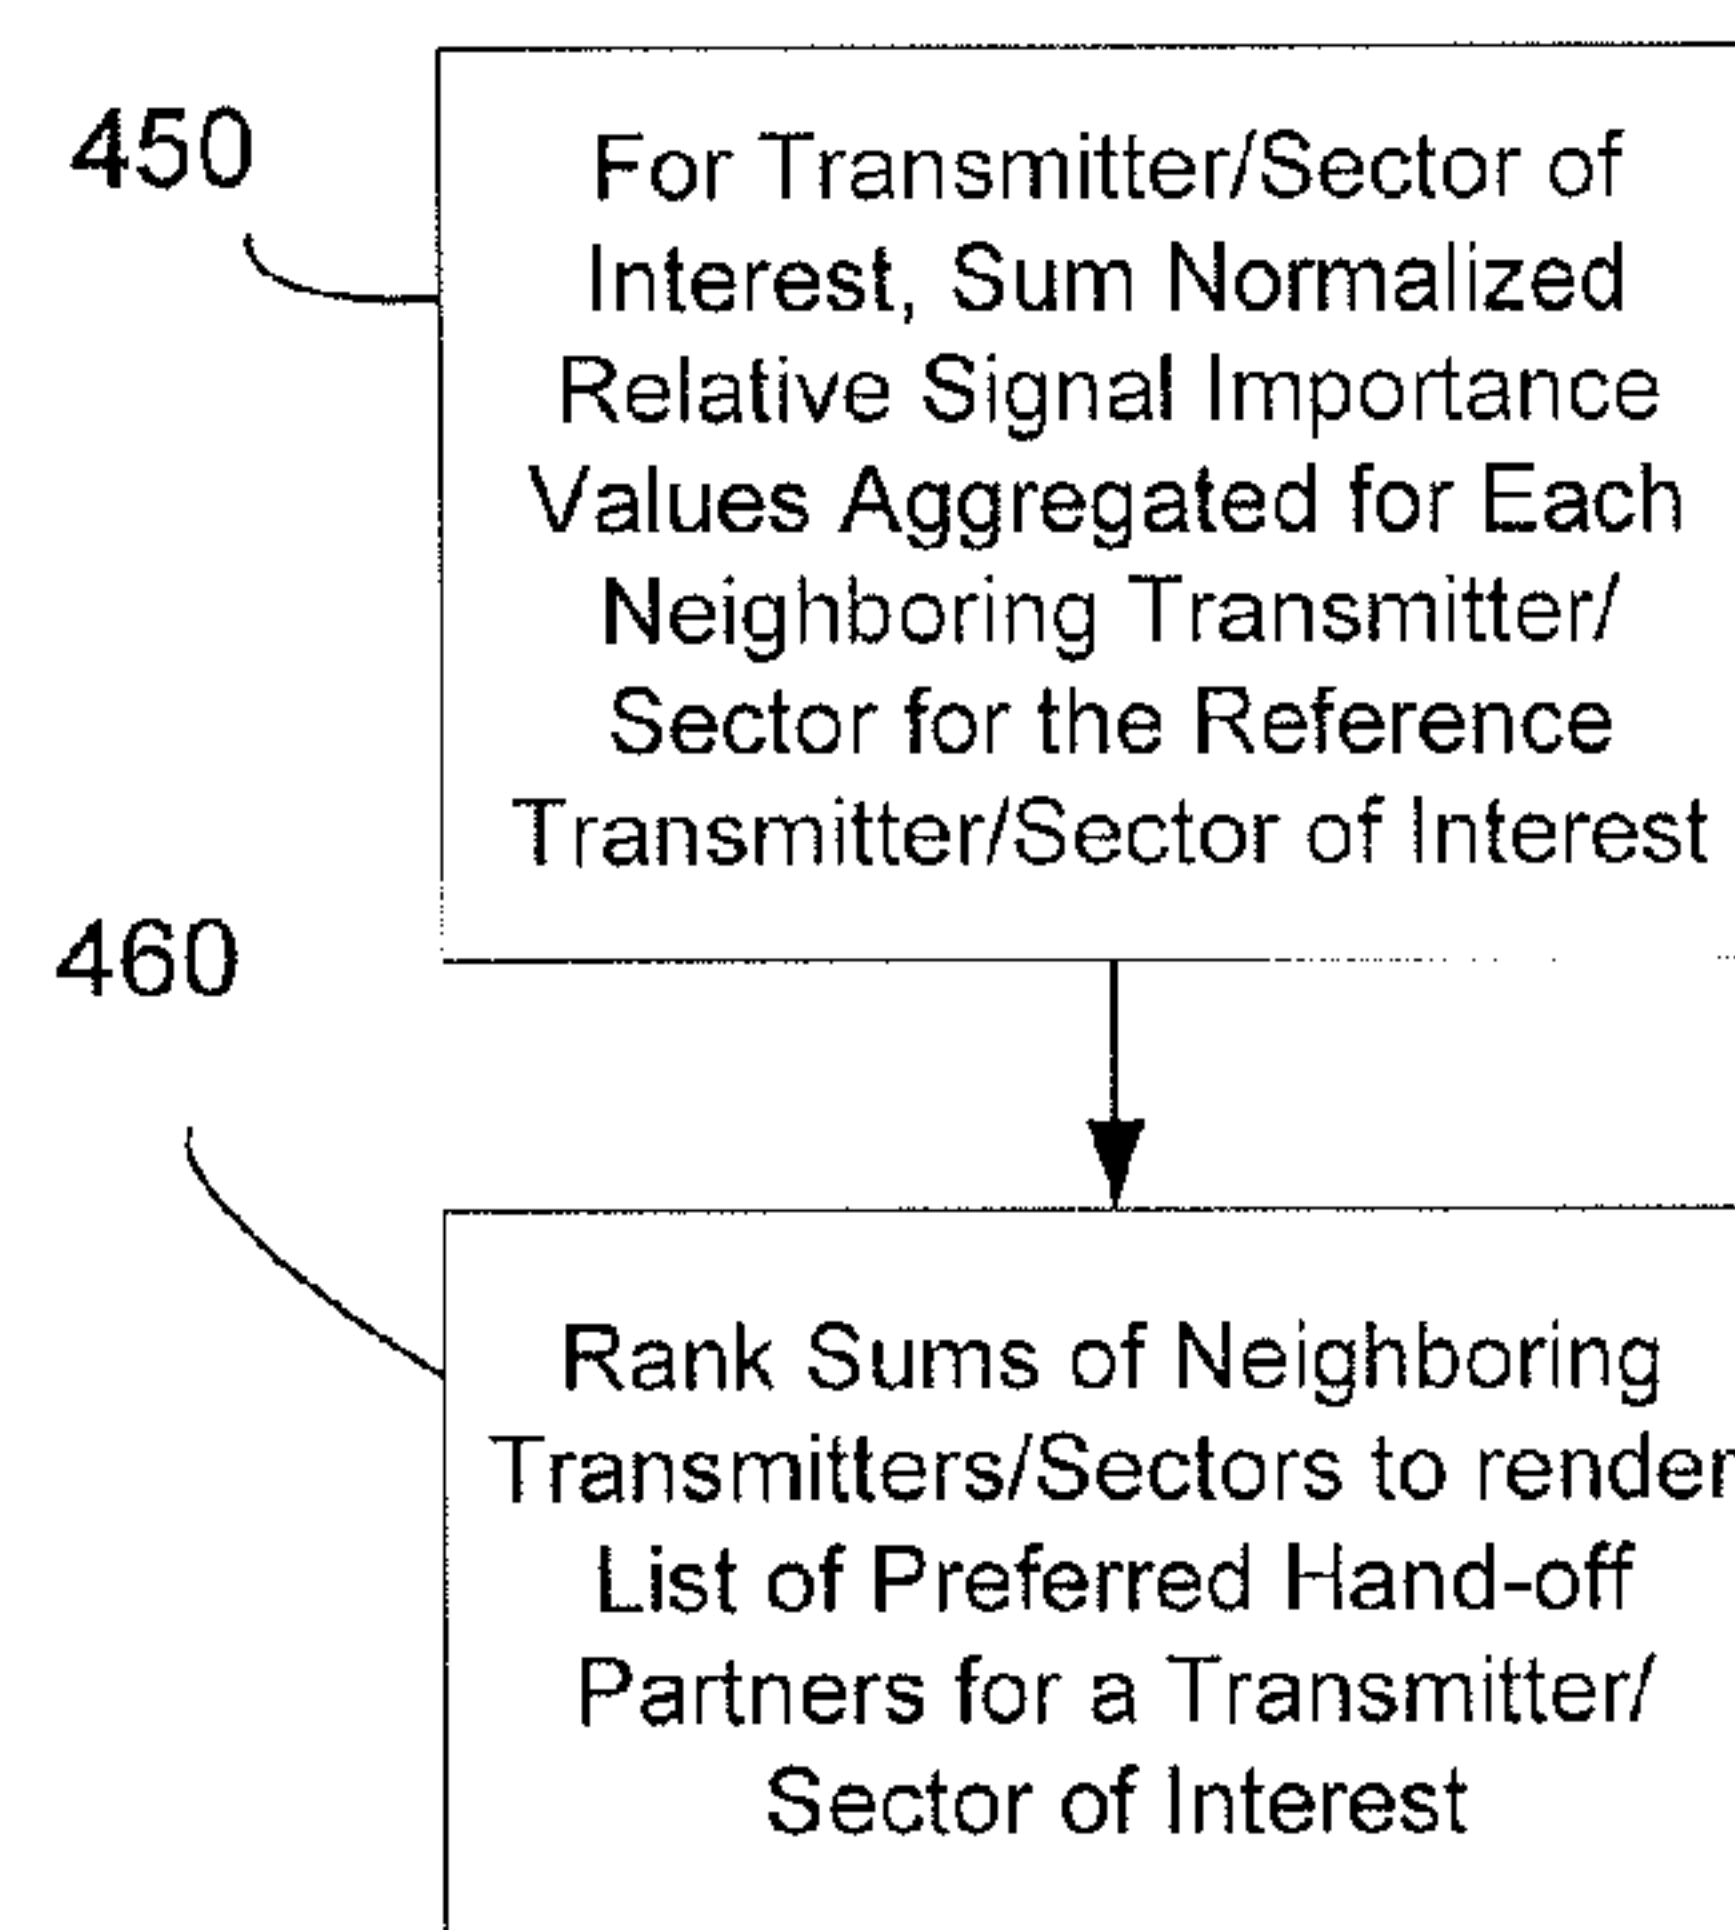 450
For Transmitter/Sector of
Interest, Sum Normalized
Relative Signal Importance
Values Aggregated for Each
Neighboring Transmitter/
Sector for the Reference
Transmitter/Sector of Interest
460
Rank Sums of Neighboring
Transmitters/Sectors to render
List of Preferred Hand-off
Partners for a Transmitter/
Sector of Interest